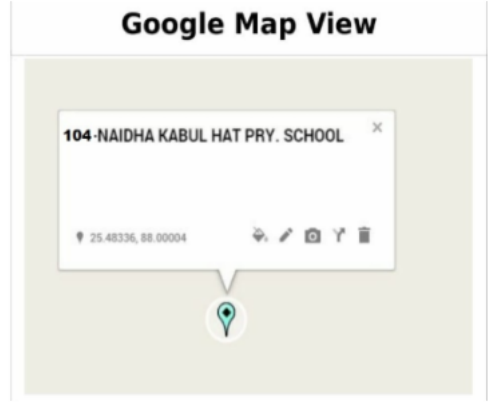 Google Map View
104-NAIDHA KABUL HAT PRY. SCHOOL
25.48336, 88.00004